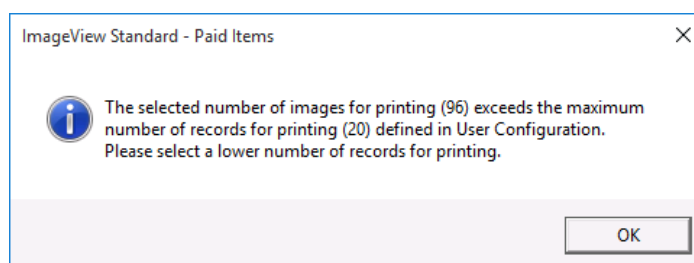 ImageView Standard - Paid Items
The selected number of images for printing (96) exceeds the maximum
number of records for printing (20) defined in User Configuration.
Please select a lower number of records for printing.
OK